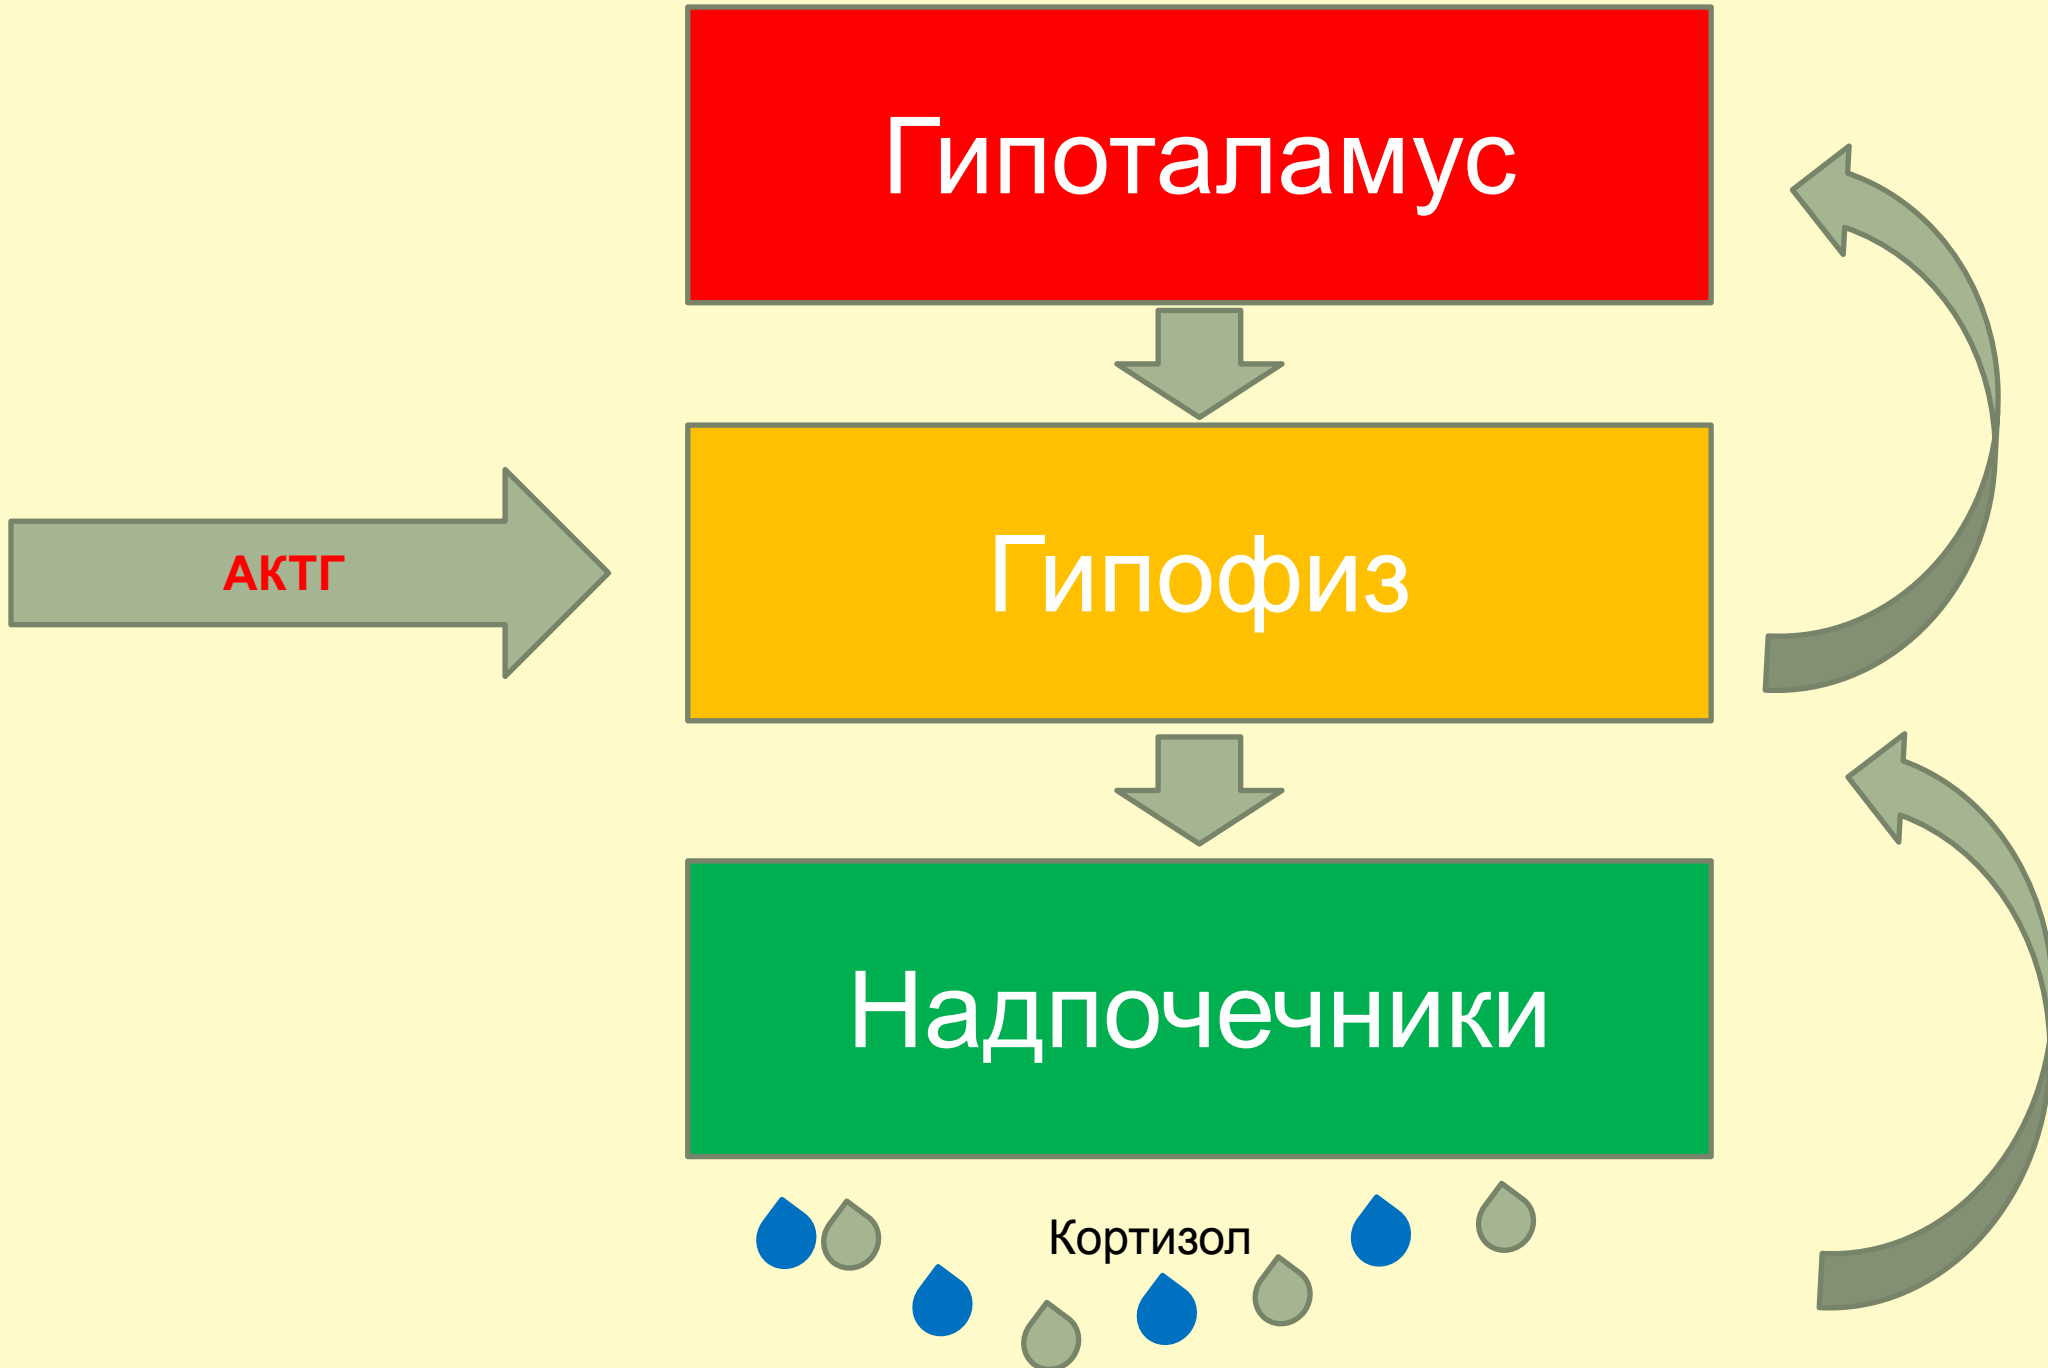 Гипоталамус
АКТГ
Гипофиз
Надпочечники
Кортизол